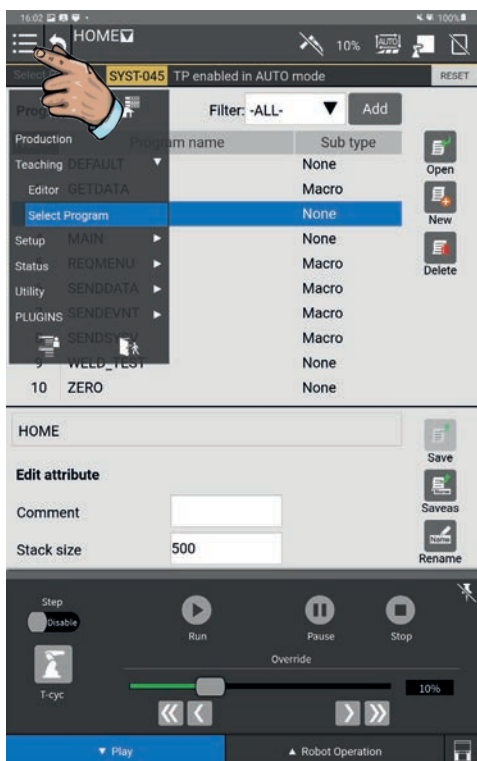 16:02 100%
HOME 10% AUTO
Select P SYST-045 TP enabled in AUTO mode RESET
Prog Filter: -ALL- ▼ Add
Production
Program name Sub type
Teaching ▼ DEFAULT None Open
Editor GETDATA Macro
Select Program None New
Setup ► MAIN None
Status ► REQMENU Macro Delete
Utility ► SENDDATA Macro
PLUGINS ► SENDEVNT Macro
SENDSYSV Macro
9 WELD_TEST None
10 ZERO None
HOME
Save
Edit attribute
Comment Saveas
Name
Stack size 500 Rename
Step
Disable
Run Pause Stop
Override
T-cyc 10%
▼ Play ▲ Robot Operation